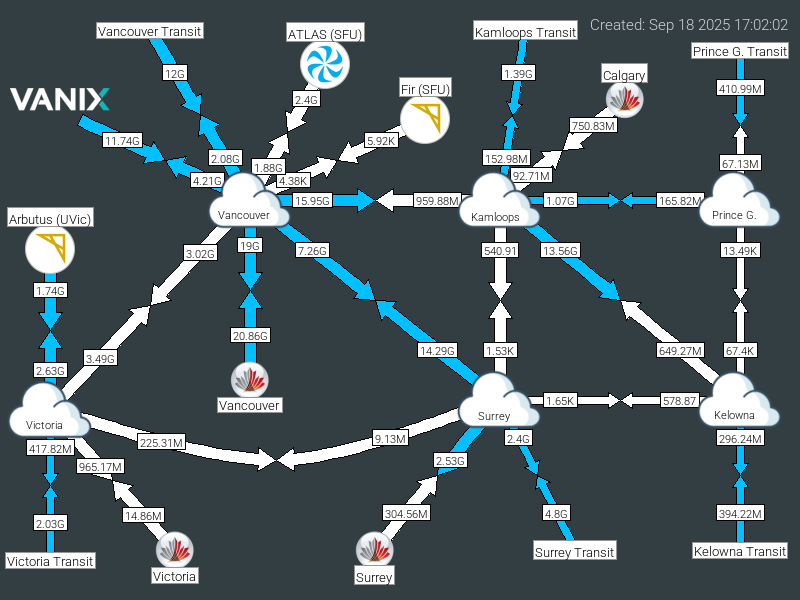 Created: Sep 18 2025 17:02:02
Vancouver Transit
ATLAS (SFU)
Kamloops Transit
Prince G. Transit
12G
1.39G
Calgary
Fir (SFU)
410.99M
VANIX
2.4G
750.83M
11.74G
5.92K
2.08G
152.98M
67.13M
1.88G
4.21G
4.38K
92.71M
15.95G
959.88M
1.07G
165.82M
Vancouver
Kamloops
Prince G.
Arbutus (UVic)
3.02G
19G
7.26G
540.91
13.56G
13.49K
1.74G
20.86G
3.49G
14.29G
1.53K
649.27M
67.4K
2.63G
Vancouver
1.65K
578.87
Victoria
Surrey
Kelowna
417.82M
225.31M
9.13M
2.4G
296.24M
965.17M
2.53G
2.03G
14.86M
304.56M
4.8G
394.22M
Victoria Transit
Victoria
Surrey
Surrey Transit
Kelowna Transit